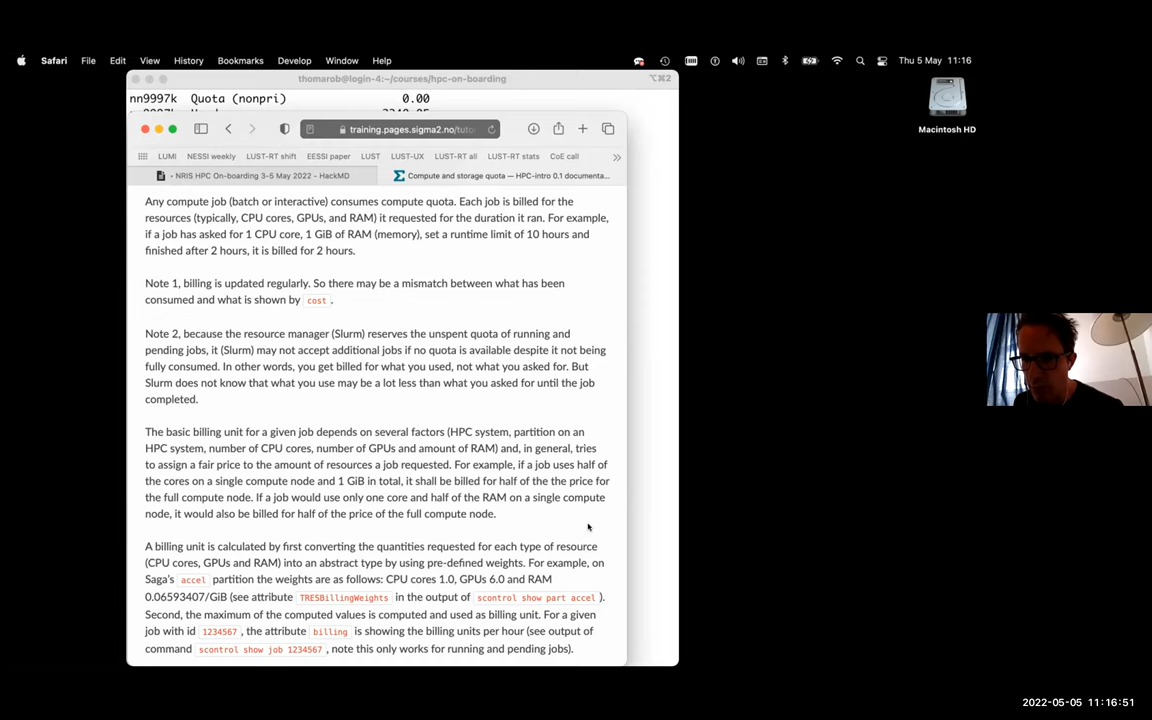 Safari File Edit View History Bookmarks Develop Window Help Thu 5 May 11:16
thomarob@login-4:~/courses/hpc-on-boarding ⌥⌘2
nn9997k Quota (nonpri) 0.00
training.pages.sigma2.no/tuto
LUMI NESSI weekly LUST-RT shift EESSI paper LUST LUST-UX LUST-RT all LUST-RT stats CoE call »
- NRIS HPC On-boarding 3-5 May 2022 - HackMD Compute and storage quota — HPC-intro 0.1 documenta...
Macintosh HD
Any compute job (batch or interactive) consumes compute quota. Each job is billed for the
resources (typically, CPU cores, GPUs, and RAM) it requested for the duration it ran. For example,
if a job has asked for 1 CPU core, 1 GiB of RAM (memory), set a runtime limit of 10 hours and
finished after 2 hours, it is billed for 2 hours.
Note 1, billing is updated regularly. So there may be a mismatch between what has been
consumed and what is shown by cost .
Note 2, because the resource manager (Slurm) reserves the unspent quota of running and
pending jobs, it (Slurm) may not accept additional jobs if no quota is available despite it not being
fully consumed. In other words, you get billed for what you used, not what you asked for. But
Slurm does not know that what you use may be a lot less than what you asked for until the job
completed.
The basic billing unit for a given job depends on several factors (HPC system, partition on an
HPC system, number of CPU cores, number of GPUs and amount of RAM) and, in general, tries
to assign a fair price to the amount of resources a job requested. For example, if a job uses half of
the cores on a single compute node and 1 GiB in total, it shall be billed for half of the the price for
the full compute node. If a job would use only one core and half of the RAM on a single compute
node, it would also be billed for half of the price of the full compute node.
A billing unit is calculated by first converting the quantities requested for each type of resource
(CPU cores, GPUs and RAM) into an abstract type by using pre-defined weights. For example, on
Saga's accel partition the weights are as follows: CPU cores 1.0, GPUs 6.0 and RAM
0.06593407/GiB (see attribute TRESBillingWeights in the output of scontrol show part accel ).
Second, the maximum of the computed values is computed and used as billing unit. For a given
job with id 1234567 , the attribute billing is showing the billing units per hour (see output of
command scontrol show job 1234567 , note this only works for running and pending jobs).
2022-05-05 11:16:51